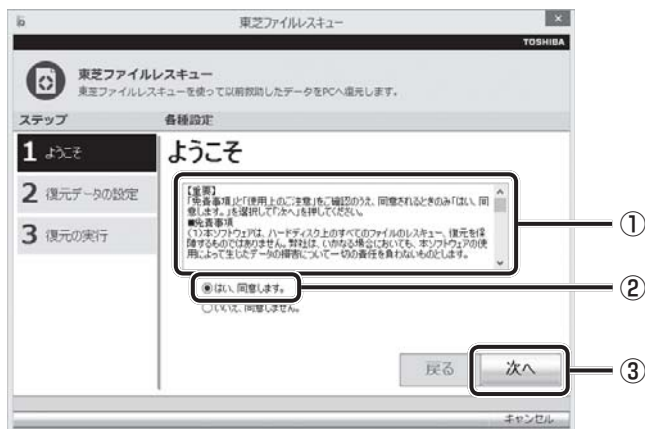 東芝ファイルレスキュー
TOSHIBA
東芝ファイルレスキュー
東芝ファイルレスキューを使って以前救助したデータをPCへ復元します。
ステップ
各種設定
1 ようこそ
2 復元データの設定
3 復元の実行
ようこそ
【重要】
「免責事項」と「使用上のご注意」をご確認のうえ、同意されるときのみ「はい、同
意します。」を選択して「次へ」を押してください。
■免責事項
(1)本ソフトウェアは、ハードディスク上のすべてのファイルのレスキュー、復元を保
障するものではありません。弊社は、いかなる場合においても、本ソフトウェアの使
用によって生じたデータの損害について一切の責任を負わないものとします。
①
はい、同意します。
②
いいえ、同意しません。
戻る
次へ
③
キャンセル